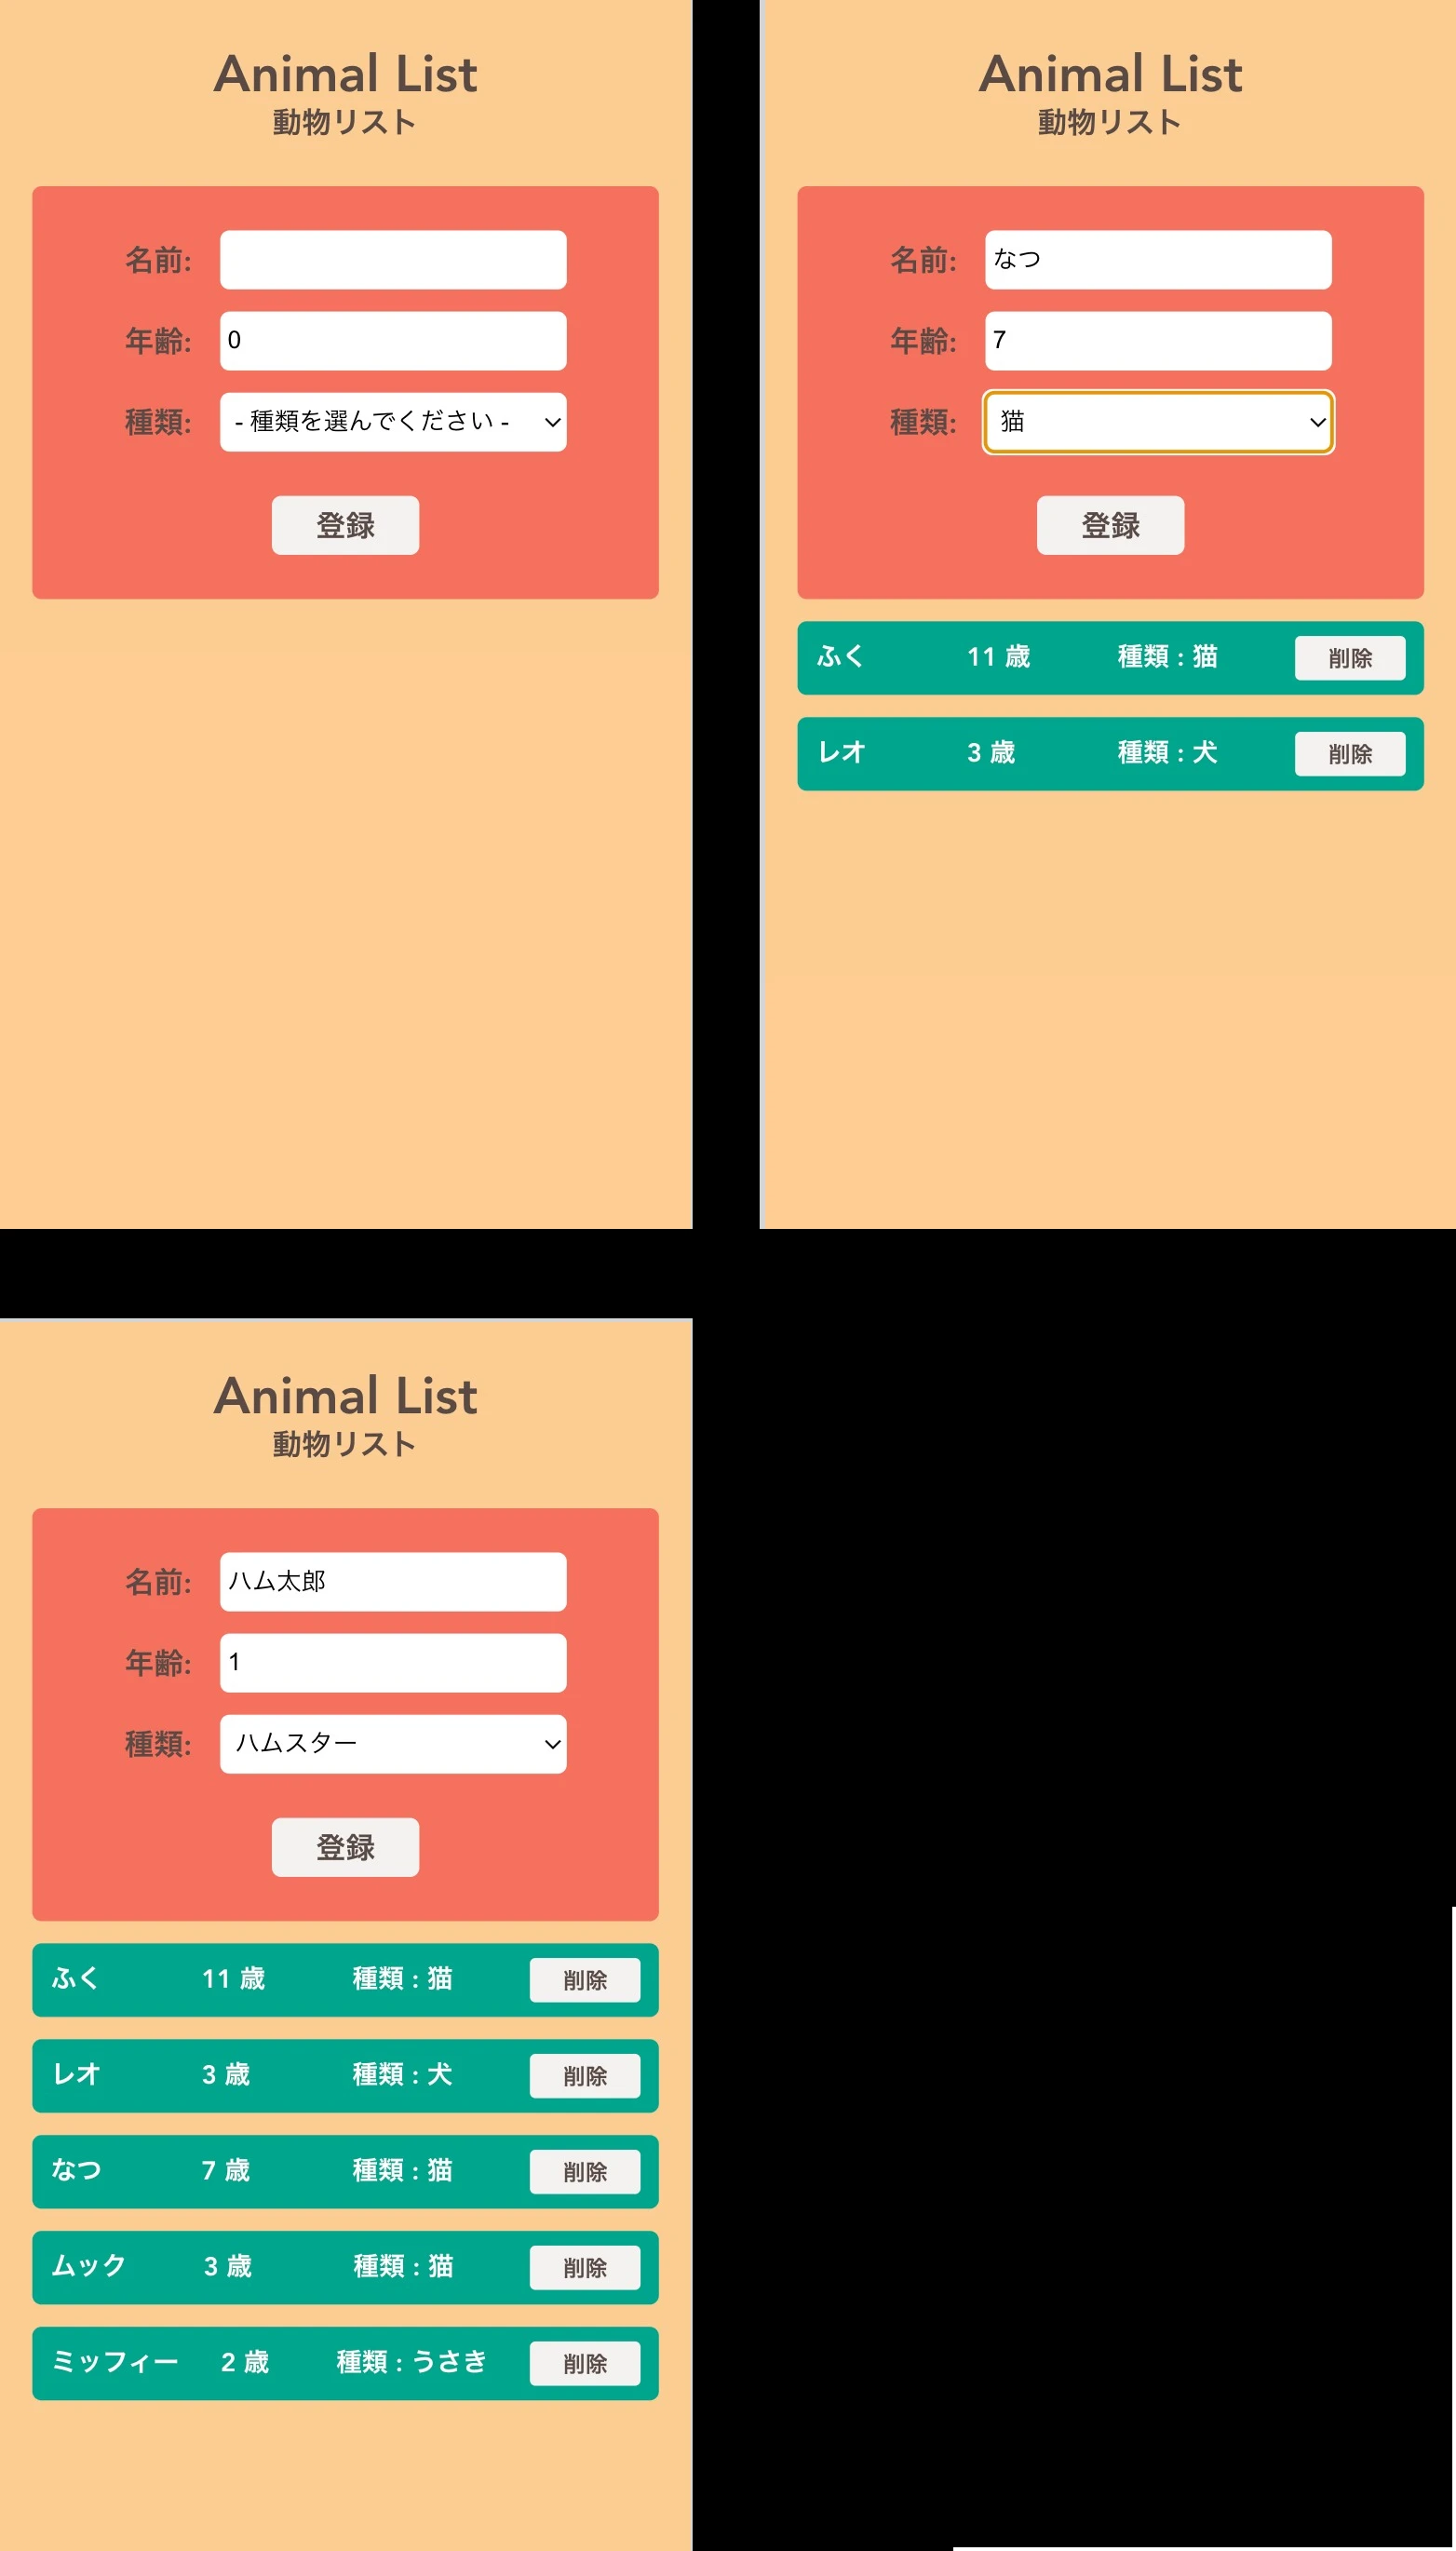 Animal List
動物リスト
名前:
年齢: 0
種類: - 種類を選んでください -
登録
Animal List
動物リスト
名前: なつ
年齢: 7
種類: 猫
登録
ふく 11 歳 種類 : 猫 削除
レオ 3 歳 種類 : 犬 削除
Animal List
動物リスト
名前: ハム太郎
年齢: 1
種類: ハムスター
登録
ふく 11 歳 種類 : 猫 削除
レオ 3 歳 種類 : 犬 削除
なつ 7 歳 種類 : 猫 削除
ムック 3 歳 種類 : 猫 削除
ミッフィー 2 歳 種類 : うさき 削除